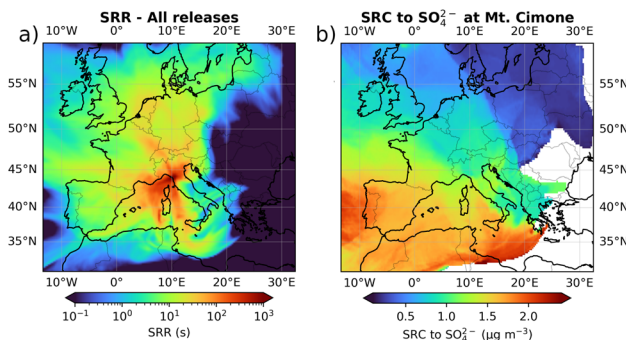 SRR - All releases
a)
10°W 0° 10°E 20°E 30°E
55°N
50°N
45°N
40°N
35°N
10°W 0° 10°E 20°E 30°E
10⁻¹ 10⁰ 10¹ 10² 10³
SRR (s)
SRC to SO₄²⁻ at Mt. Cimone
b)
10°W 0° 10°E 20°E 30°E
55°N
50°N
45°N
40°N
35°N
10°W 0° 10°E 20°E 30°E
0.5 1.0 1.5 2.0
SRC to SO₄²⁻ (μg m⁻³)